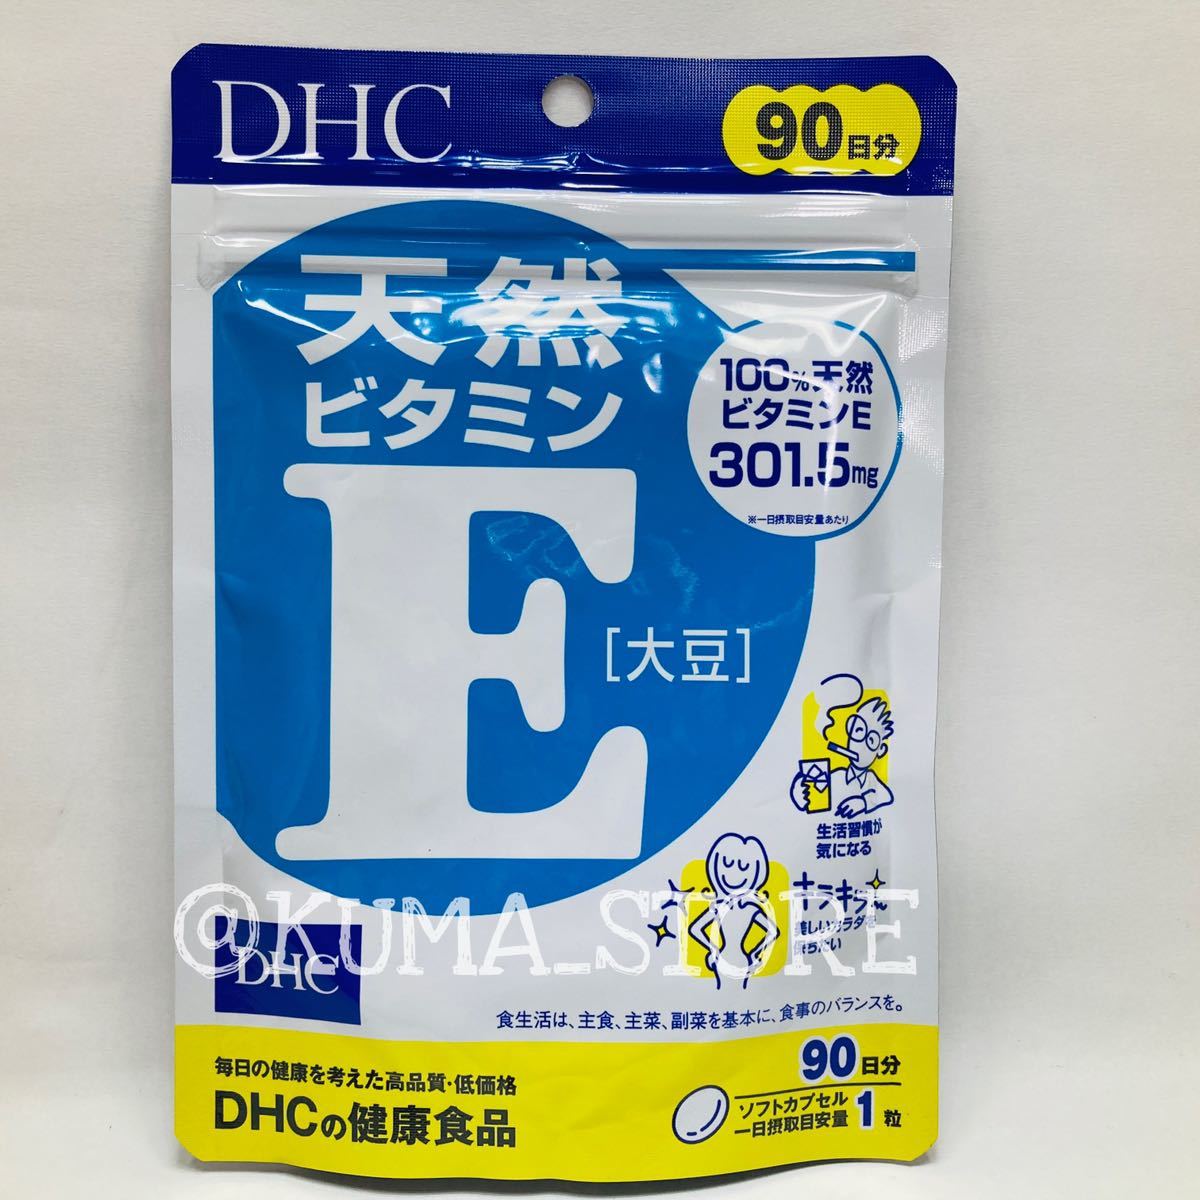 DHC
90日分
天然
ビタミン
E
[大豆]
100%天然
ビタミンE
301.5mg
※一日摂取目安量あたり
生活習慣が
気になる
美しいカラダを
保ちたい
@KUMA_STORE
DHC
食生活は、主食、主菜、副菜を基本に、食事のバランスを。
毎日の健康を考えた高品質・低価格
DHCの健康食品
90日分
ソフトカプセル
一日摂取目安量 1粒